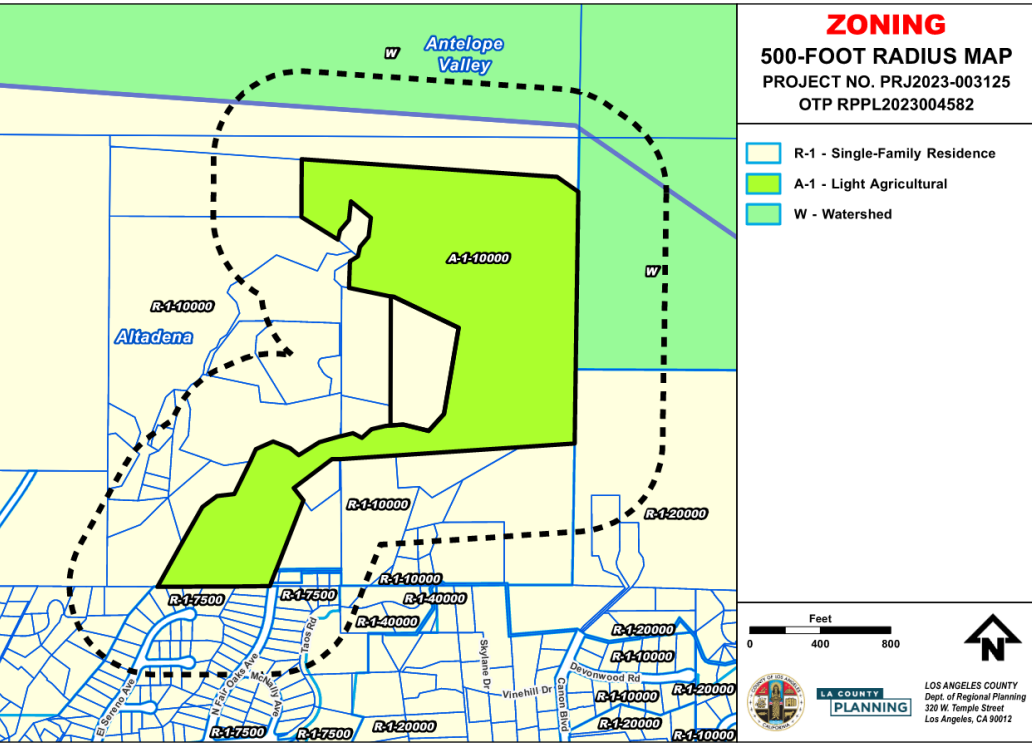 ZONING
500-FOOT RADIUS MAP
PROJECT NO. PRJ2023-003125
OTP RPPL2023004582
R-1 - Single-Family Residence
A-1 - Light Agricultural
W - Watershed
W
Antelope
Valley
A-1-10000
W
R-1-10000
Altadena
R-1-10000
R-1-20000
R-1-7500
R-1-7500
R-1-10000
R-1-40000
R-1-40000
R-1-20000
R-1-10000
R-1-20000
R-1-10000
R-1-20000
R-1-10000
R-1-20000
R-1-7500
R-1-7500
El Sereno Ave
N Fair Oaks Ave
McNally Ave
Taos Rd
Skylane Dr
Vinehill Dr
Canon Blvd
Devonwood Rd
Feet
0 400 800
N
LA COUNTY
PLANNING
LOS ANGELES COUNTY
Dept. of Regional Planning
320 W. Temple Street
Los Angeles, CA 90012